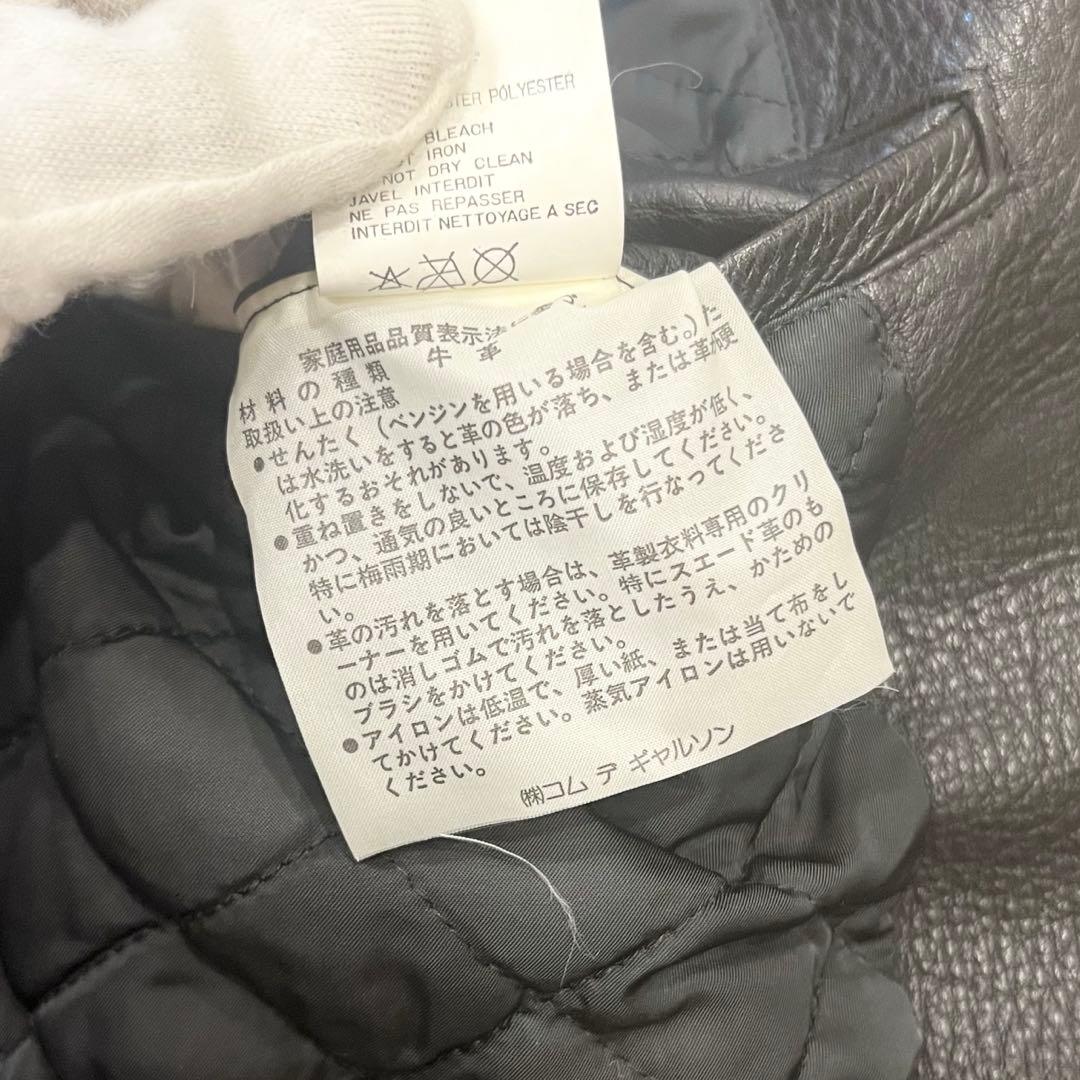 POLYESTER
BLEACH
IRON
NOT DRY CLEAN
JAVEL INTERDIT
NE PAS REPASSER
INTERDIT NETTOYAGE A SEC
家庭用品品質表示法
材料の種類 牛革
取扱い上の注意
●せんたく（ベンジンを用いる場合を含む。）た
は水洗いをすると革の色が落ち、または革が硬
化するおそれがあります。
●重ね置きをしないで、温度および湿度が低く、
かつ、通気の良いところに保存してください。
特に梅雨期においては陰干しを行なってくださ
い。
●革の汚れを落とす場合は、革製衣料専用のクリ
ーナーを用いてください。特にスエード革のも
のは消しゴムで汚れを落としたうえ、かための
ブラシをかけてください。
●アイロンは低温で、厚い紙、または当て布をし
てかけてください。蒸気アイロンは用いないで
ください。
㈱コム デ ギャルソン